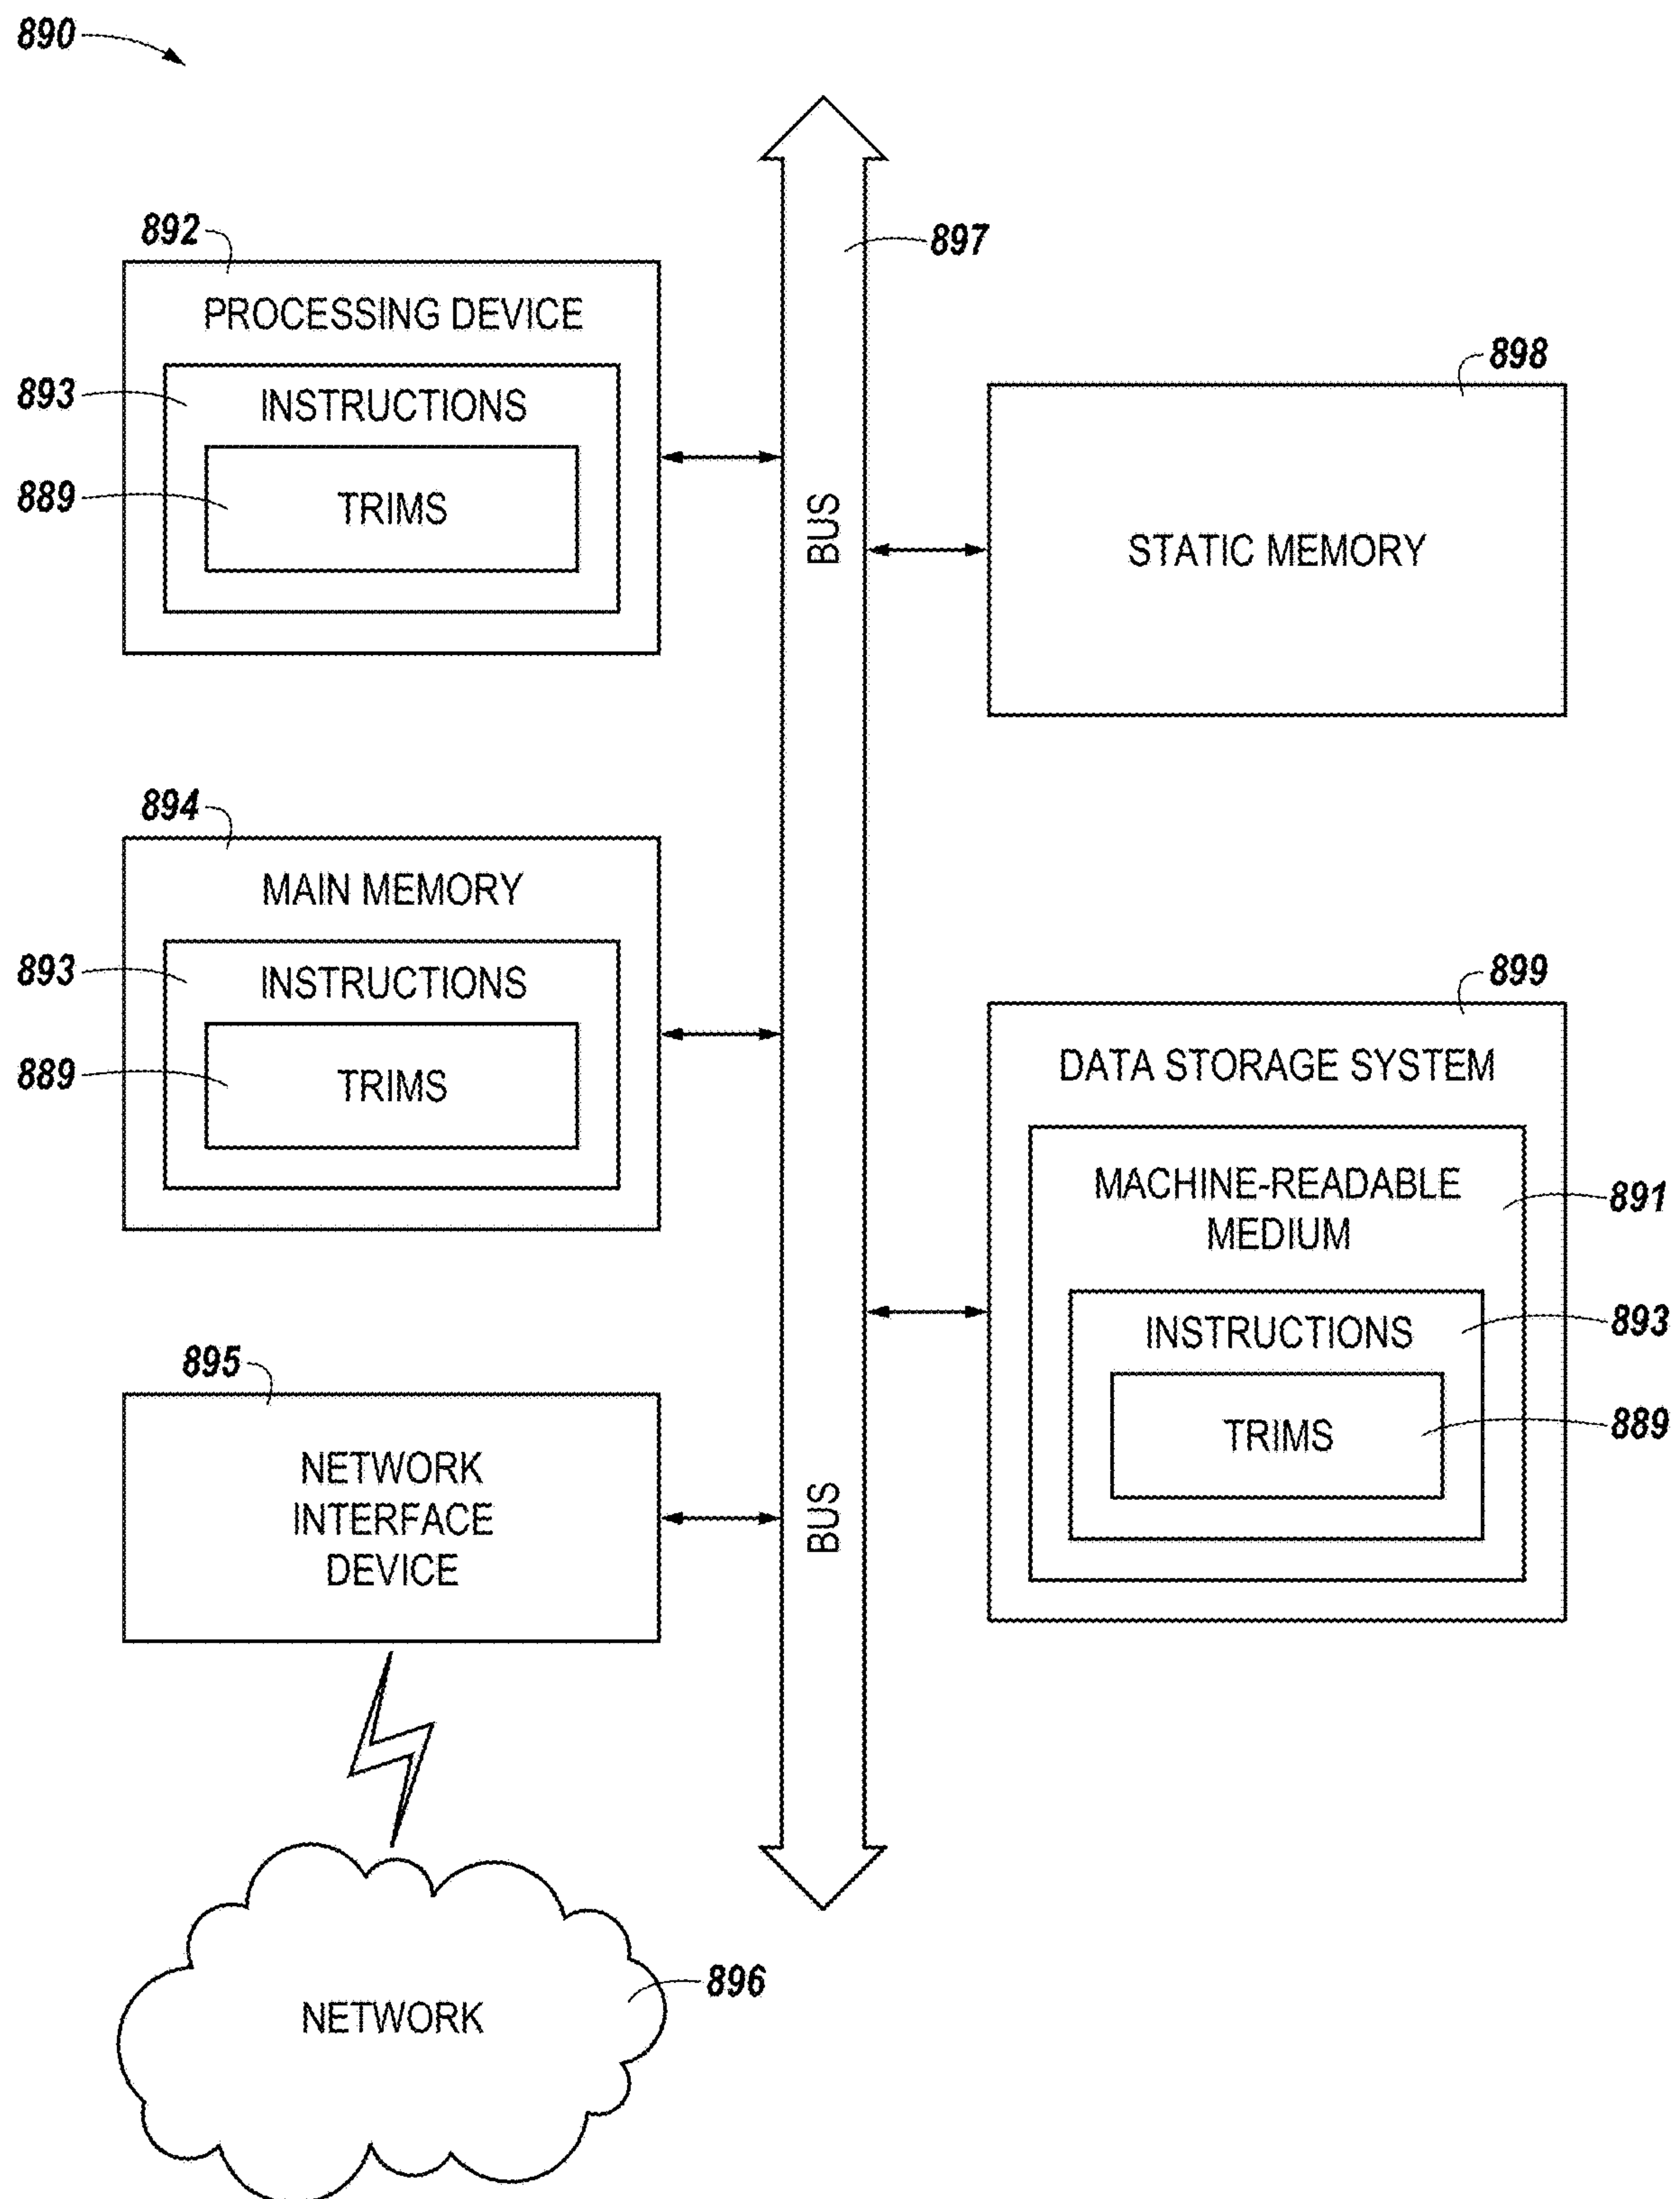 890
892
PROCESSING DEVICE
893
INSTRUCTIONS
889
TRIMS
894
MAIN MEMORY
893
INSTRUCTIONS
889
TRIMS
895
NETWORK
INTERFACE
DEVICE
NETWORK
896
BUS
BUS
897
898
STATIC MEMORY
899
DATA STORAGE SYSTEM
MACHINE-READABLE
MEDIUM
891
INSTRUCTIONS
893
TRIMS
889